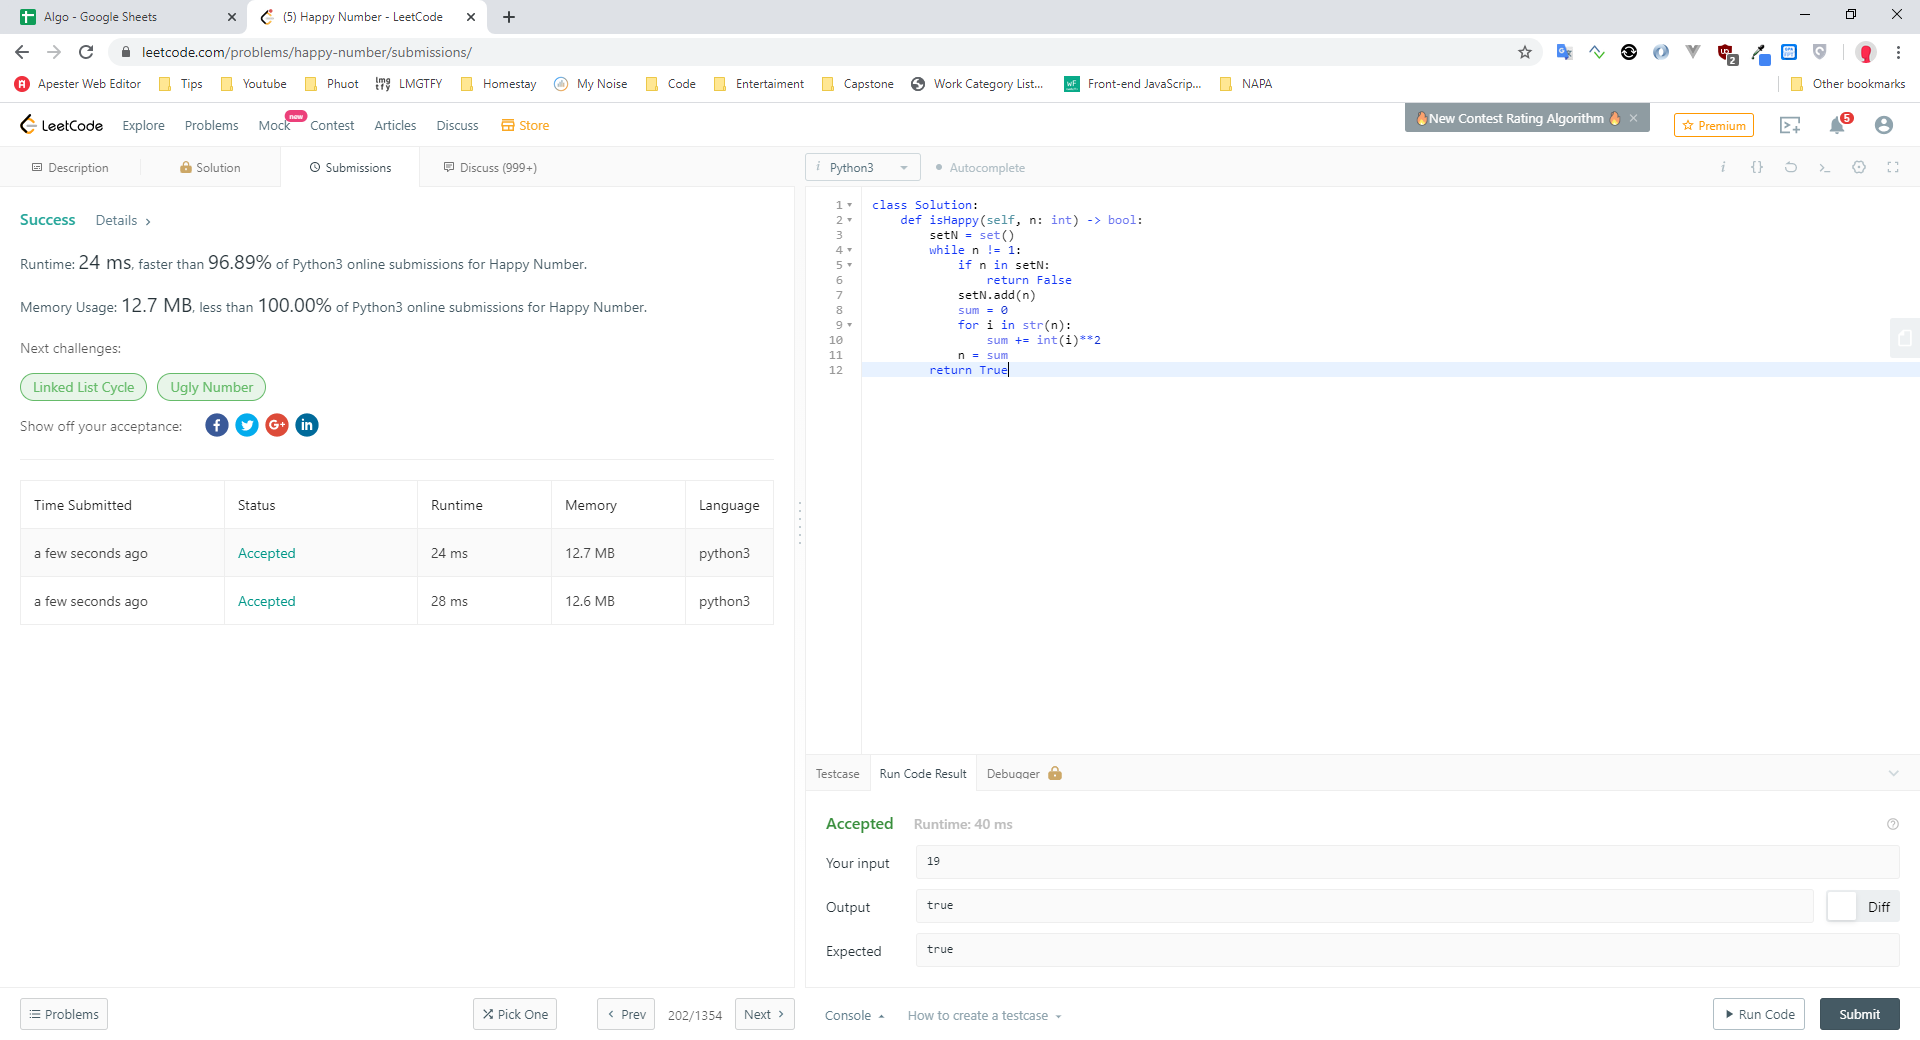 Algo - Google Sheets
(5) Happy Number - LeetCode
leetcode.com/problems/happy-number/submissions/
2
Apester Web Editor Tips Youtube Phuot LMGTFY Homestay My Noise Code Entertaiment Capstone Work Category List... Front-end JavaScrip... NAPA Other bookmarks
LeetCode Explore Problems Mock new Contest Articles Discuss Store
🔥New Contest Rating Algorithm 🔥 ×
Premium
5
Description Solution Submissions Discuss (999+)
i Python3 Autocomplete
i {} >_
Success Details >
Runtime: 24 ms, faster than 96.89% of Python3 online submissions for Happy Number.
Memory Usage: 12.7 MB, less than 100.00% of Python3 online submissions for Happy Number.
Next challenges:
Linked List Cycle Ugly Number
Show off your acceptance: f G+ in
Time Submitted Status Runtime Memory Language
a few seconds ago Accepted 24 ms 12.7 MB python3
a few seconds ago Accepted 28 ms 12.6 MB python3
1 class Solution:
2 def isHappy(self, n: int) -> bool:
3 setN = set()
4 while n != 1:
5 if n in setN:
6 return False
7 setN.add(n)
8 sum = 0
9 for i in str(n):
10 sum += int(i)**2
11 n = sum
12 return True
Testcase Run Code Result Debugger
Accepted Runtime: 40 ms
Your input 19
Output true Diff
Expected true
Problems Pick One Prev 202/1354 Next
Console How to create a testcase Run Code Submit